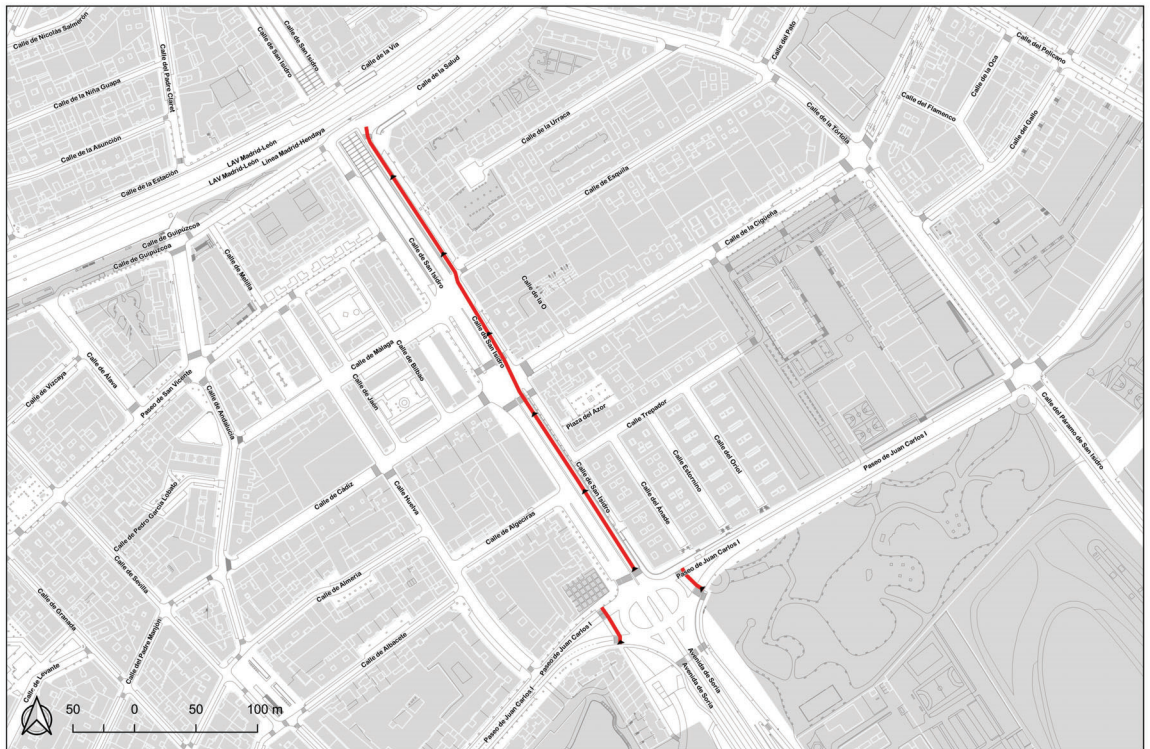 Calle de Nicolás Salmerón
Calle de San Isidro
Calle de San Isidro
Calle del Padre Claret
Calle de la Vía
Calle de la Salud
Calle del Pato
Calle del Pelícano
Calle de la Oca
Calle de la Niña Guapa
Calle de la Urraca
Calle del Flamenco
Calle del Gallo
Calle de la Tórtola
Calle de la Asunción
LAV Madrid-León
Línea Madrid-Hendaya
LAV Madrid-León
Calle de la Estación
Calle de Esquila
Calle de la Cigüeña
Calle de Guipúzcoa
Calle de Guipúzcoa
Calle de Melilla
Calle de San Isidro
Calle de la O
Calle de San Isidro
Calle de Málaga
Calle de Bilbao
Calle de Jaén
Calle de Vizcaya
Calle de Alava
Paseo de San Vicente
Calle de Andalucía
Plaza del Azor
Calle Trepador
Calle del Oriol
Calle Estornino
Calle del Anade
Calle de San Isidro
Paseo de Juan Carlos I
Calle del Páramo de San Isidro
Calle de Cádiz
Calle Huelva
Calle de Algeciras
Calle de Pedro García Lobato
Calle de Sevilla
Calle de Almería
Paseo de Juan Carlos I
Calle de Granada
Calle del Padre Manjón
Calle de Albacete
Paseo de Juan Carlos I
Paseo de Juan Carlos I
Avenida de Soria
Avenida de Soria
Calle de Levante
50 0 50 100 m